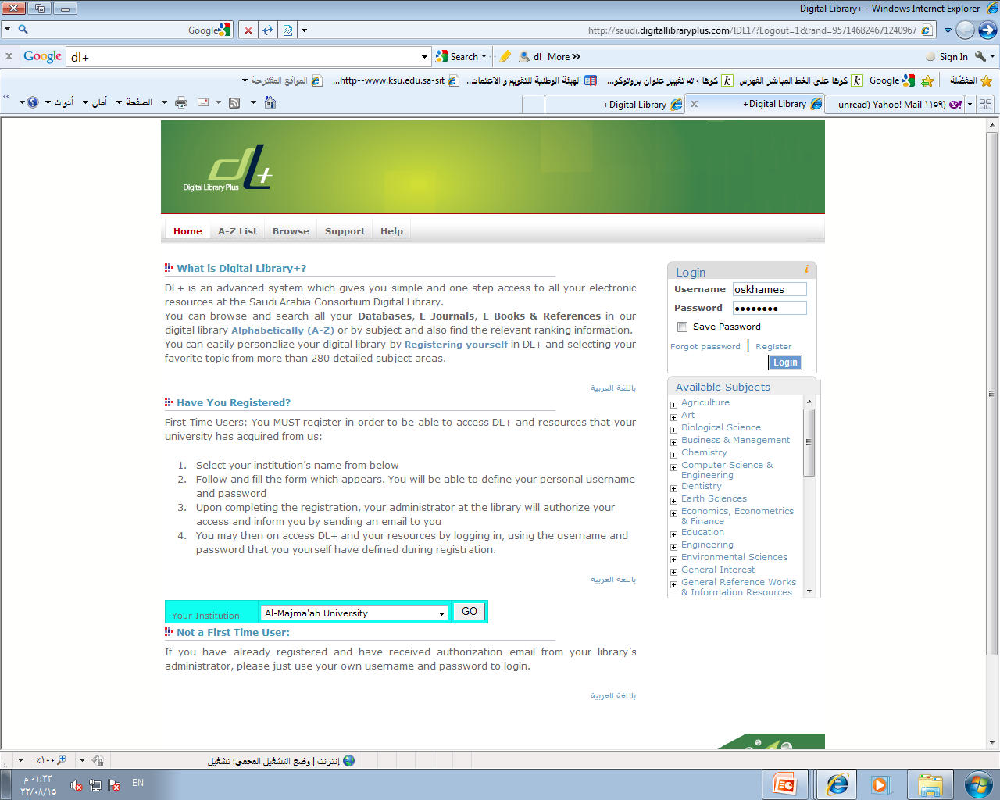 Digital Library+ - Windows Internet Explorer
Google
http://saudi.digitallibraryplus.com/IDL1/?Logout=1&rand=957146824671240967
Google
dl+
Search
dl
More
Sign In
المفضلة
Google
كوها على الخط المباشر الفهرس
كوها › تم تغيير عنوان بروتوكو...
الهيئة الوطنية للتقويم و الاعتماد...
http--www.ksu.edu.sa-sit...
المواقع المقترحة
(١١٥٩ unread) Yahoo! Mail
Digital Library+
Digital Library+
الصفحة
أمان
أدوات
dL+
Digital Library Plus
Home
A-Z List
Browse
Support
Help
What is Digital Library+?
DL+ is an advanced system which gives you simple and one step access to all your electronic
resources at the Saudi Arabia Consortium Digital Library.
You can browse and search all your Databases, E-Journals, E-Books & References in our
digital library Alphabetically (A-Z) or by subject and also find the relevant ranking information.
You can easily personalize your digital library by Registering yourself in DL+ and selecting your
favorite topic from more than 280 detailed subject areas.
باللغة العربية
Have You Registered?
First Time Users: You MUST register in order to be able to access DL+ and resources that your
university has acquired from us:
1. Select your institution's name from below
2. Follow and fill the form which appears. You will be able to define your personal username
and password
3. Upon completing the registration, your administrator at the library will authorize your
access and inform you by sending an email to you
4. You may then on access DL+ and your resources by logging in, using the username and
password that you yourself have defined during registration.
باللغة العربية
Your Institution
Al-Majma'ah University
GO
Not a First Time User:
If you have already registered and have received authorization email from your library's
administrator, please just use your own username and password to login.
باللغة العربية
Login
i
Username
oskhames
Password
••••••••
Save Password
Forgot password | Register
Login
Available Subjects
Agriculture
Art
Biological Science
Business & Management
Chemistry
Computer Science &
Engineering
Dentistry
Earth Sciences
Economics, Econometrics
& Finance
Education
Engineering
Environmental Sciences
General Interest
General Reference Works
& Information Resources
إنترنت | وضع التشغيل المحمي: تشغيل
١٠٠٪
EN
٠١:٣٢ م
٣٢/٠٨/١٥